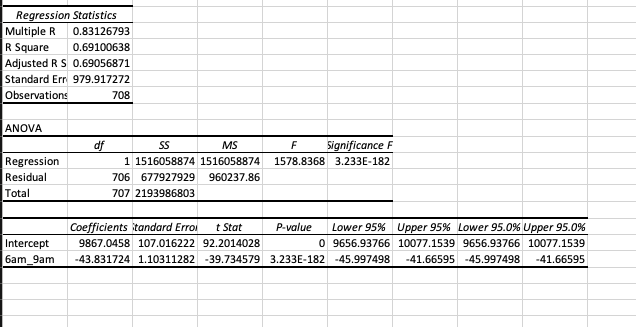 Regression Statistics
Multiple R 0.83126793
R Square 0.69100638
Adjusted R S 0.69056871
Standard Err 979.917272
Observations 708
ANOVA
df SS MS F Significance F
Regression 1 1516058874 1516058874 1578.8368 3.233E-182
Residual 706 677927929 960237.86
Total 707 2193986803
Coefficients Standard Error t Stat P-value Lower 95% Upper 95% Lower 95.0% Upper 95.0%
Intercept 9867.0458 107.016222 92.2014028 0 9656.93766 10077.1539 9656.93766 10077.1539
6am_9am -43.831724 1.10311282 -39.734579 3.233E-182 -45.997498 -41.66595 -45.997498 -41.66595